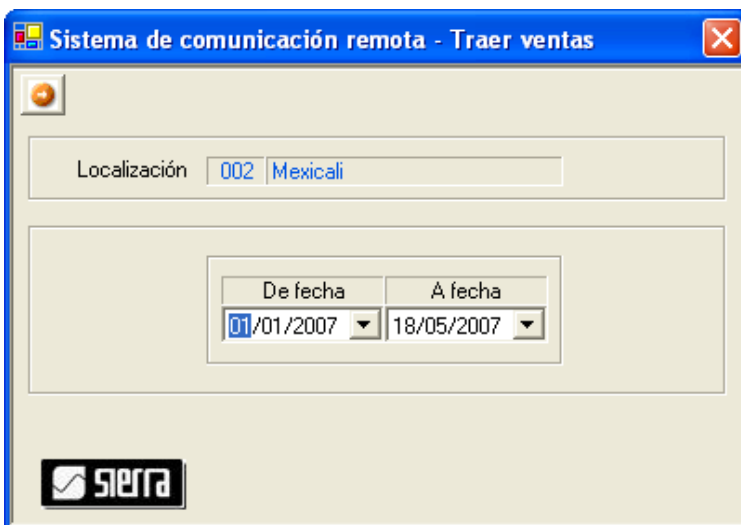 Sistema de comunicación remota - Traer ventas
Localización 002 Mexicali
De fecha A fecha
01/01/2007 18/05/2007
sierra